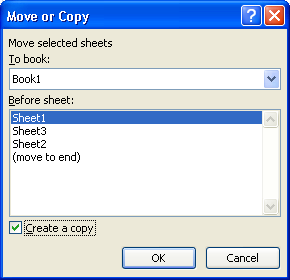 Move or Copy
Move selected sheets
To book:
Book1
Before sheet:
Sheet1
Sheet3
Sheet2
(move to end)
Create a copy
OK Cancel